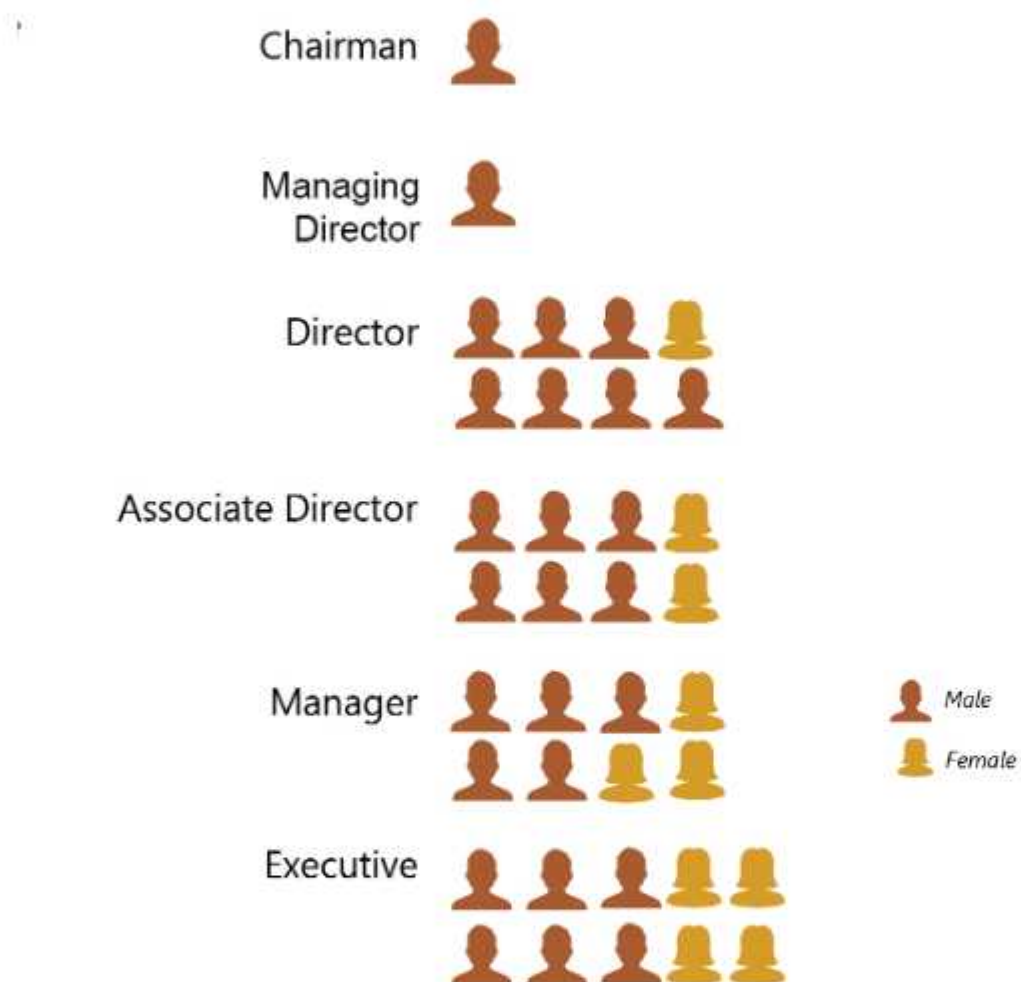 Chairman
Managing
Director
Director
Associate Director
Manager
Male
Female
Executive